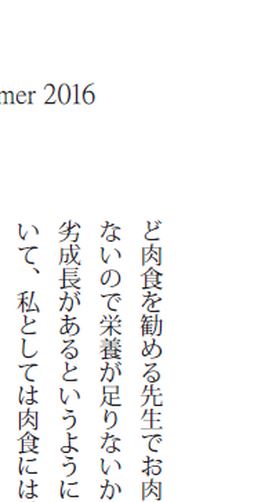 mer 2016
ど肉食を勧める先生でお肉
ないので栄養が足りないか
劣成長があるというように
いて、私としては肉食には